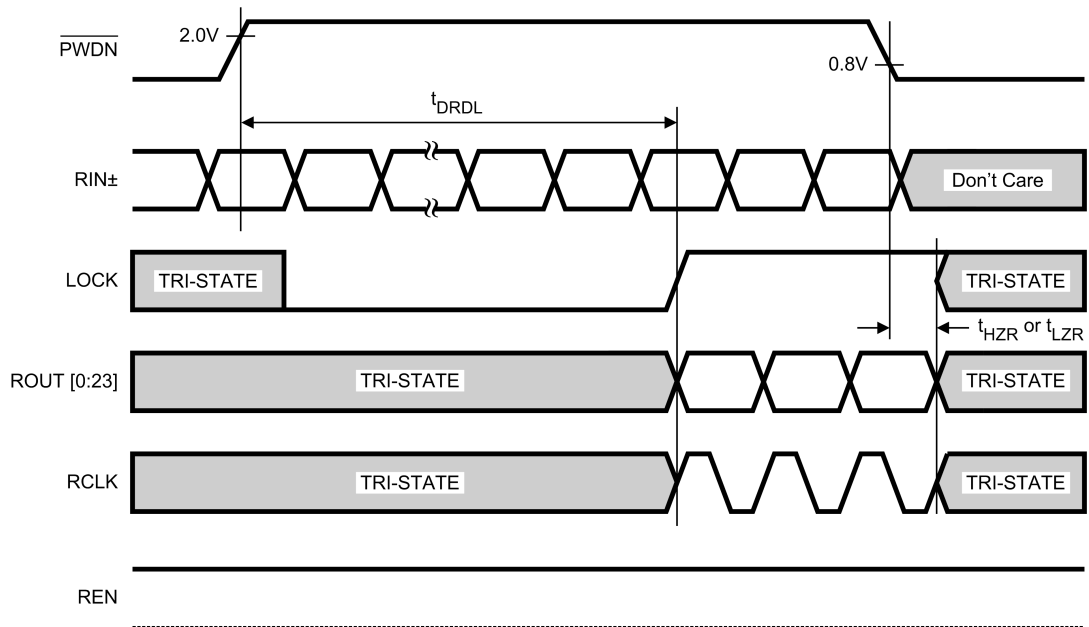 PWDN
2.0V
0.8V
tDRDL
RIN±
Don't Care
LOCK
TRI-STATE
TRI-STATE
tHZR or tLZR
ROUT [0:23]
TRI-STATE
TRI-STATE
RCLK
TRI-STATE
TRI-STATE
REN